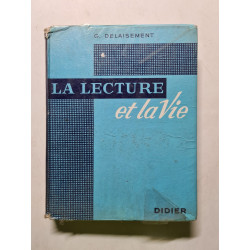 G. DELAISEMENT
LA LECTURE
et la Vie
DIDIER